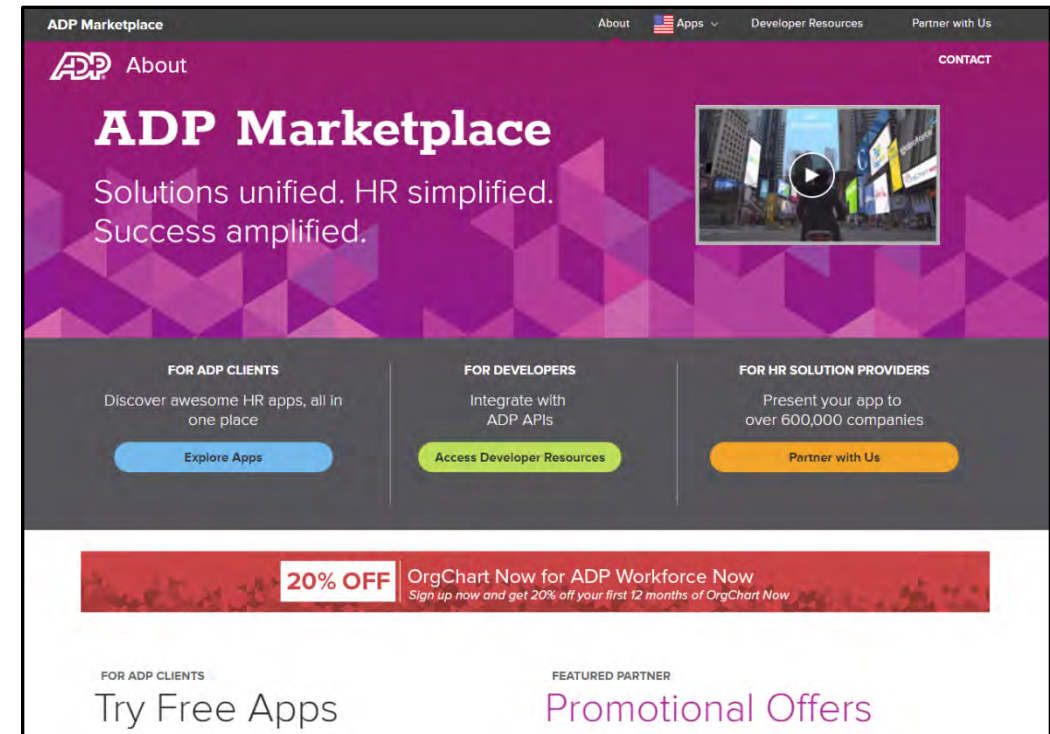 ADP Marketplace
About Apps Developer Resources Partner with Us
ADP About
CONTACT
ADP Marketplace
Solutions unified. HR simplified.
Success amplified.
FOR ADP CLIENTS
Discover awesome HR apps, all in
one place
Explore Apps
FOR DEVELOPERS
Integrate with
ADP APIs
Access Developer Resources
FOR HR SOLUTION PROVIDERS
Present your app to
over 600,000 companies
Partner with Us
20% OFF
OrgChart Now for ADP Workforce Now
Sign up now and get 20% off your first 12 months of OrgChart Now
FOR ADP CLIENTS
Try Free Apps
FEATURED PARTNER
Promotional Offers